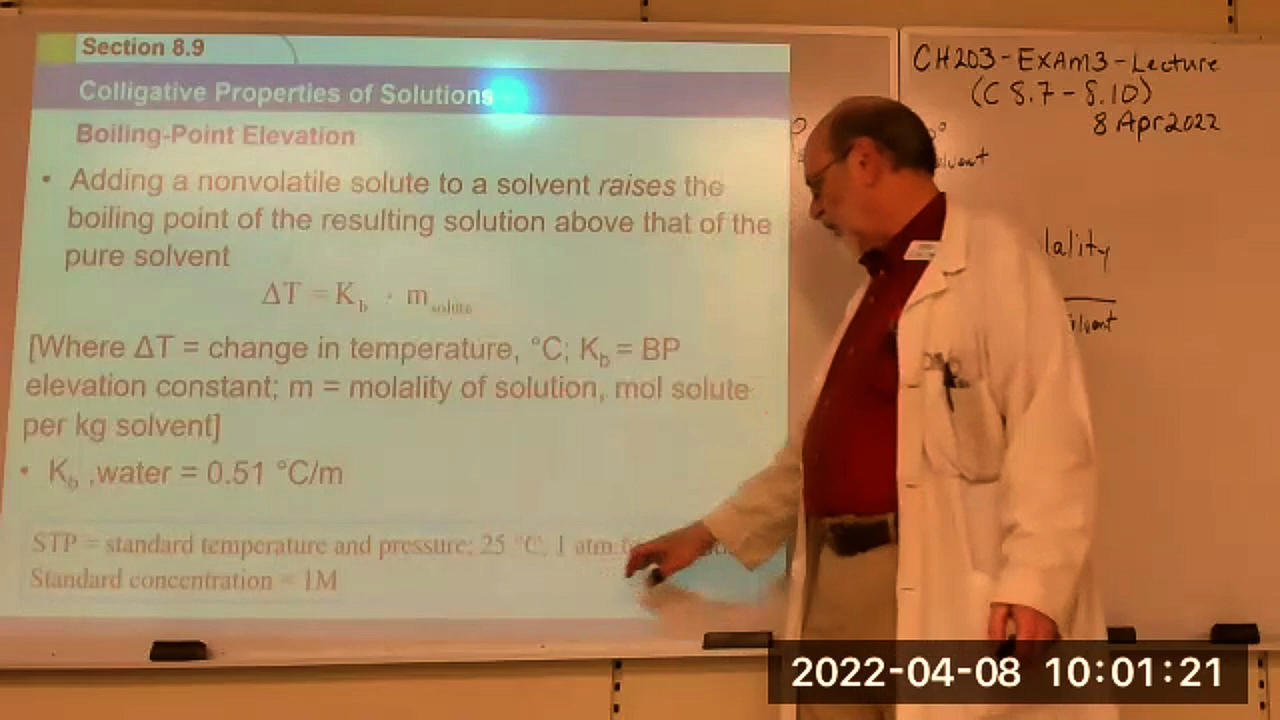 Section 8.9
Colligative Properties of Solutions
Boiling-Point Elevation
• Adding a nonvolatile solute to a solvent raises the
boiling point of the resulting solution above that of the
pure solvent
ΔT = K_b · m_solute
[Where ΔT = change in temperature, °C; K_b = BP
elevation constant; m = molality of solution, mol solute
per kg solvent]
• K_b ,water = 0.51 °C/m
STP = standard temperature and pressure; 25 °C, 1 atm
Standard concentration = 1M
CH203-EXAm3-Lecture
(C 8.7-8.10)
8 Apr2022
lality
2022-04-08 10:01:21